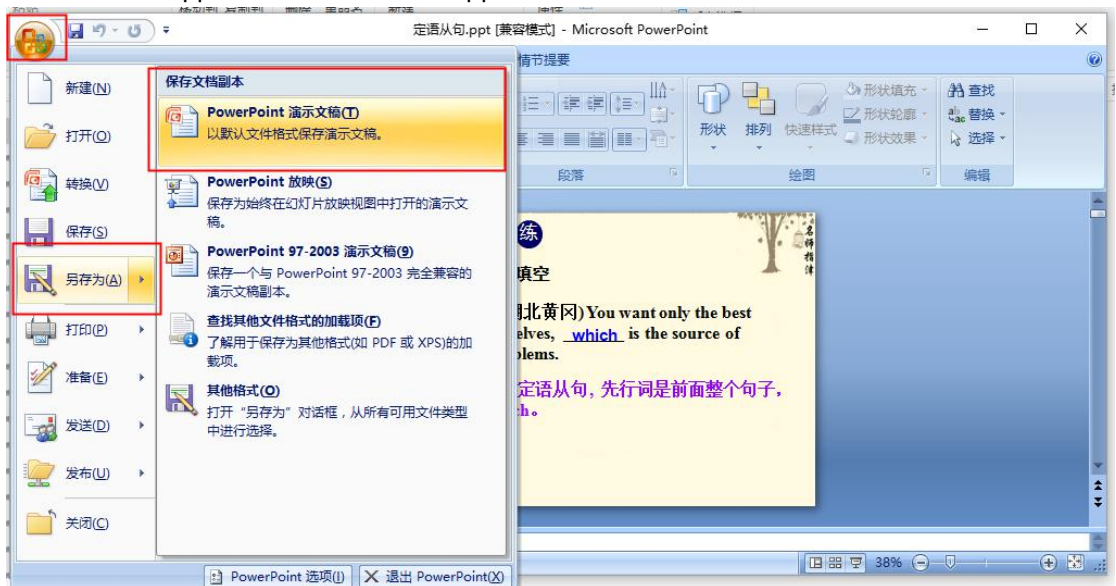 定语从句.ppt [兼容模式] - Microsoft PowerPoint
情节提要
新建(N)
打开(O)
转换(V)
保存(S)
另存为(A)
打印(P)
准备(E)
发送(D)
发布(U)
关闭(C)
保存文档副本
PowerPoint 演示文稿(T)
以默认文件格式保存演示文稿。
PowerPoint 放映(S)
保存为始终在幻灯片放映视图中打开的演示文
稿。
PowerPoint 97-2003 演示文稿(9)
保存一个与 PowerPoint 97-2003 完全兼容的
演示文稿副本。
查找其他文件格式的加载项(F)
了解用于保存为其他格式(如 PDF 或 XPS)的加
载项。
其他格式(O)
打开“另存为”对话框，从所有可用文件类型
中进行选择。
PowerPoint 选项(I)
退出 PowerPoint(X)
形状
排列
快速样式
形状填充
形状轮廓
形状效果
查找
替换
选择
段落
绘图
编辑
练
名师指津
填空
北黄冈) You want only the best
elves, which is the source of
blems.
定语从句，先行词是前面整个句子，
h。
38%